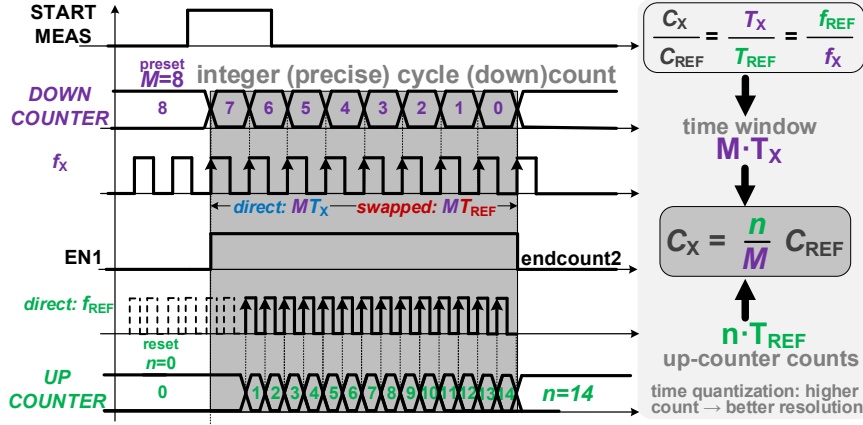 START
MEAS
preset
M=8
integer (precise) cycle (down)count
DOWN
COUNTER
8 7 6 5 4 3 2 1 0
fX
direct: MTX swapped: MTREF
EN1
endcount2
direct: fREF
reset
n=0
UP
COUNTER
0 1 2 3 4 5 6 7 8 9 10 11 12 13 14
n=14
CX / CREF = TX / TREF = fREF / fX
time window
M·TX
CX = n / M CREF
n·TREF
up-counter counts
time quantization: higher
count → better resolution